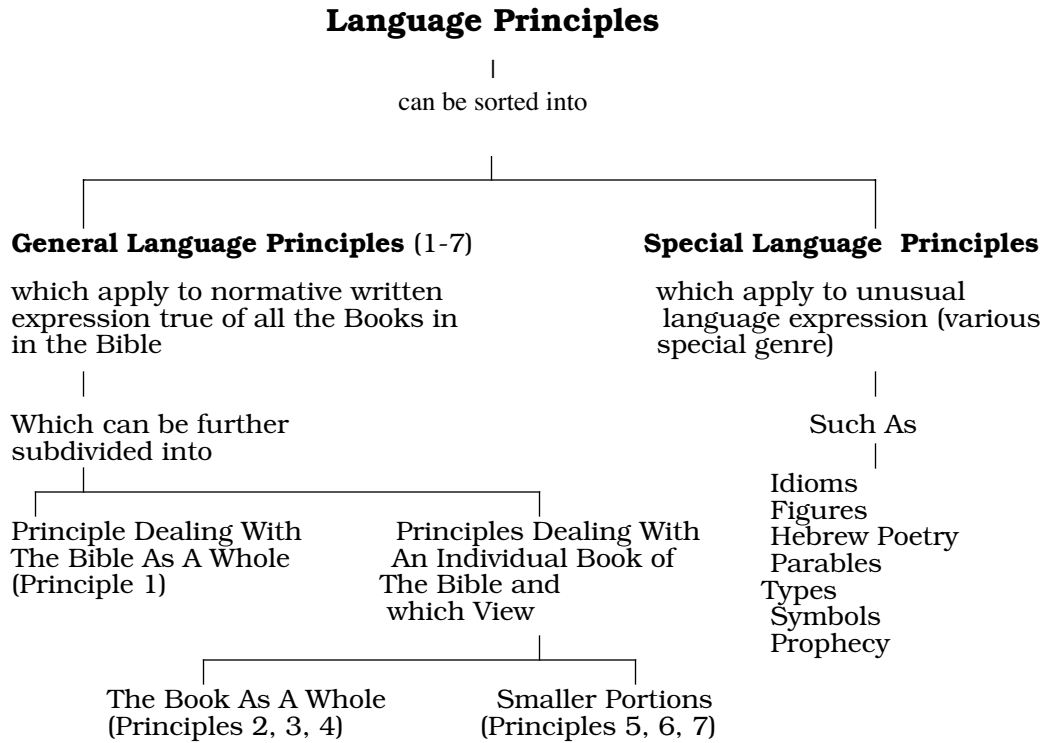 Language Principles
can be sorted into
General Language Principles (1-7)
which apply to normative written
expression true of all the Books in
in the Bible
Which can be further
subdivided into
Principle Dealing With
The Bible As A Whole
(Principle 1)
Principles Dealing With
An Individual Book of
The Bible and
which View
The Book As A Whole
(Principles 2, 3, 4)
Smaller Portions
(Principles 5, 6, 7)
Special Language Principles
which apply to unusual
language expression (various
special genre)
Such As
Idioms
Figures
Hebrew Poetry
Parables
Types
Symbols
Prophecy